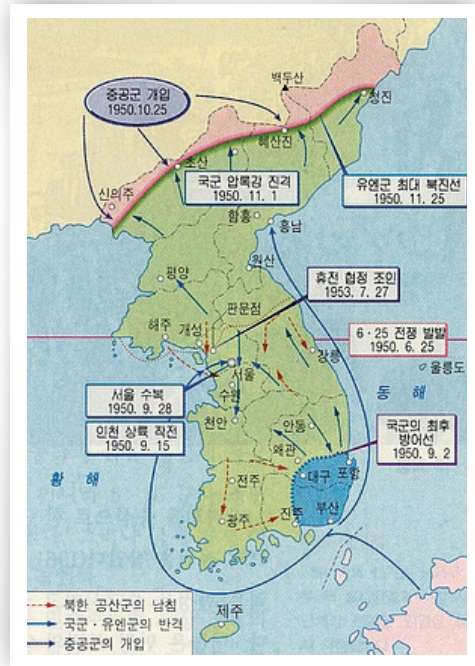 중공군 개입
1950.10.25
백두산
청진
혜산진
초산
신의주
국군 압록강 진격
1950. 11. 1
유엔군 최대 북진선
1950. 11. 25
함흥
흥남
원산
평양
휴전 협정 조인
1953. 7. 27
판문점
해주
개성
6·25 전쟁 발발
1950. 6. 25
강릉
울릉도
서울
수원
서울 수복
1950. 9. 28
인천 상륙 작전
1950. 9. 15
천안
안동
동 해
국군의 최후
방어선
1950. 9. 2
왜관
대구
포항
황 해
전주
광주
진주
부산
제주
북한 공산군의 남침
국군·유엔군의 반격
중공군의 개입